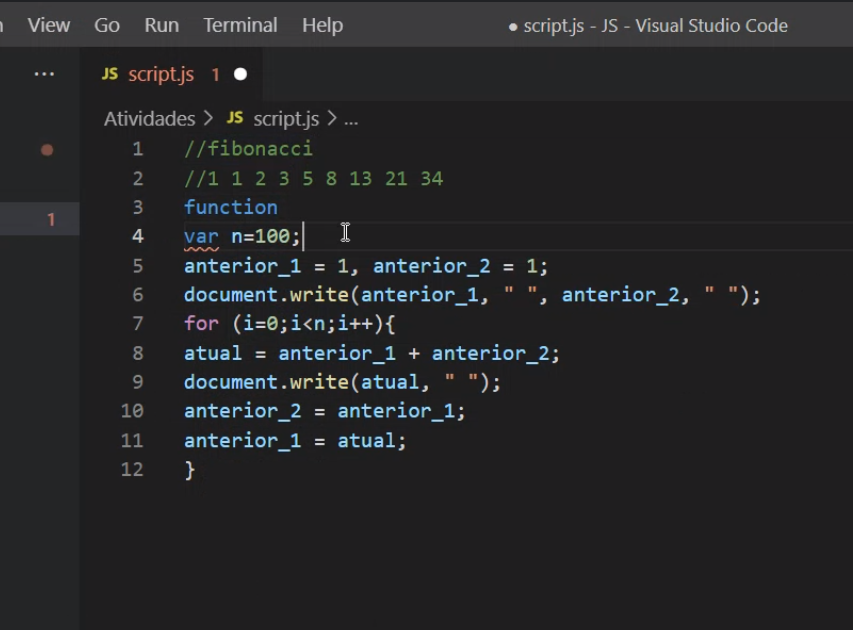 View Go Run Terminal Help ● script.js - JS - Visual Studio Code
... JS script.js 1 ●
Atividades > JS script.js > ...
1 //fibonacci
2 //1 1 2 3 5 8 13 21 34
3 function
1
4 var n=100;
5 anterior_1 = 1, anterior_2 = 1;
6 document.write(anterior_1, " ", anterior_2, " ");
7 for (i=0;i<n;i++){
8 atual = anterior_1 + anterior_2;
9 document.write(atual, " ");
10 anterior_2 = anterior_1;
11 anterior_1 = atual;
12 }